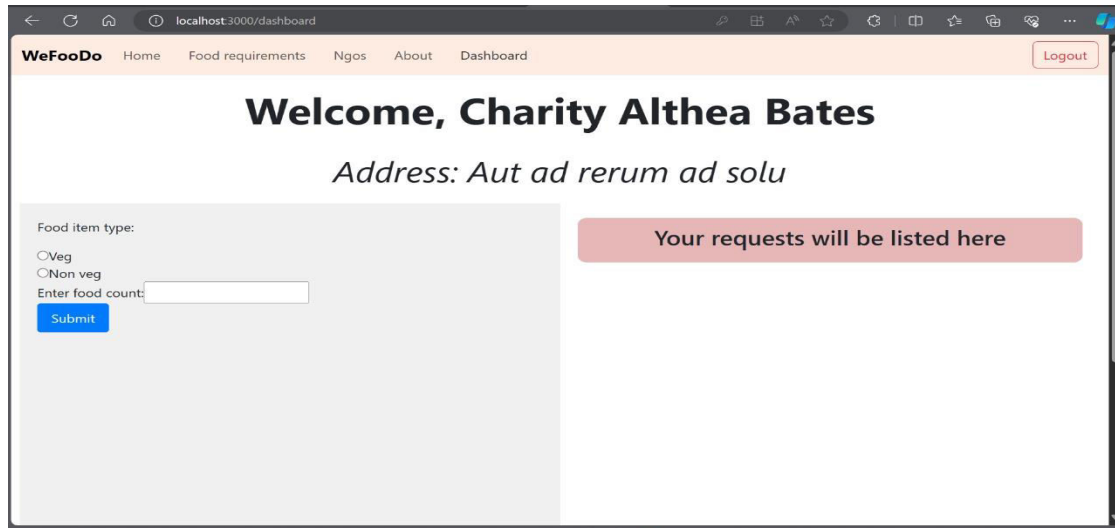 localhost:3000/dashboard
WeFooDo Home Food requirements Ngos About Dashboard Logout
Welcome, Charity Althea Bates
Address: Aut ad rerum ad solu
Food item type:
Veg
Non veg
Enter food count:
Submit
Your requests will be listed here